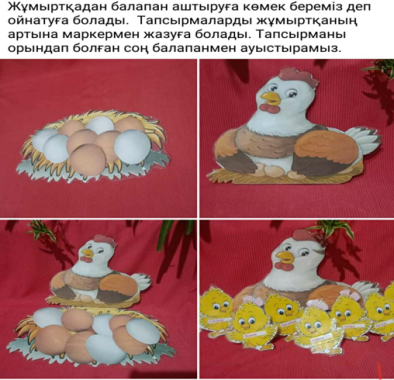 Жұмыртқадан балапан аштыруға көмек береміз деп
ойнатуға болады. Тапсырмаларды жұмыртқаның
артына маркермен жазуға болады. Тапсырманы
орындап болған соң балапанмен ауыстырамыз.